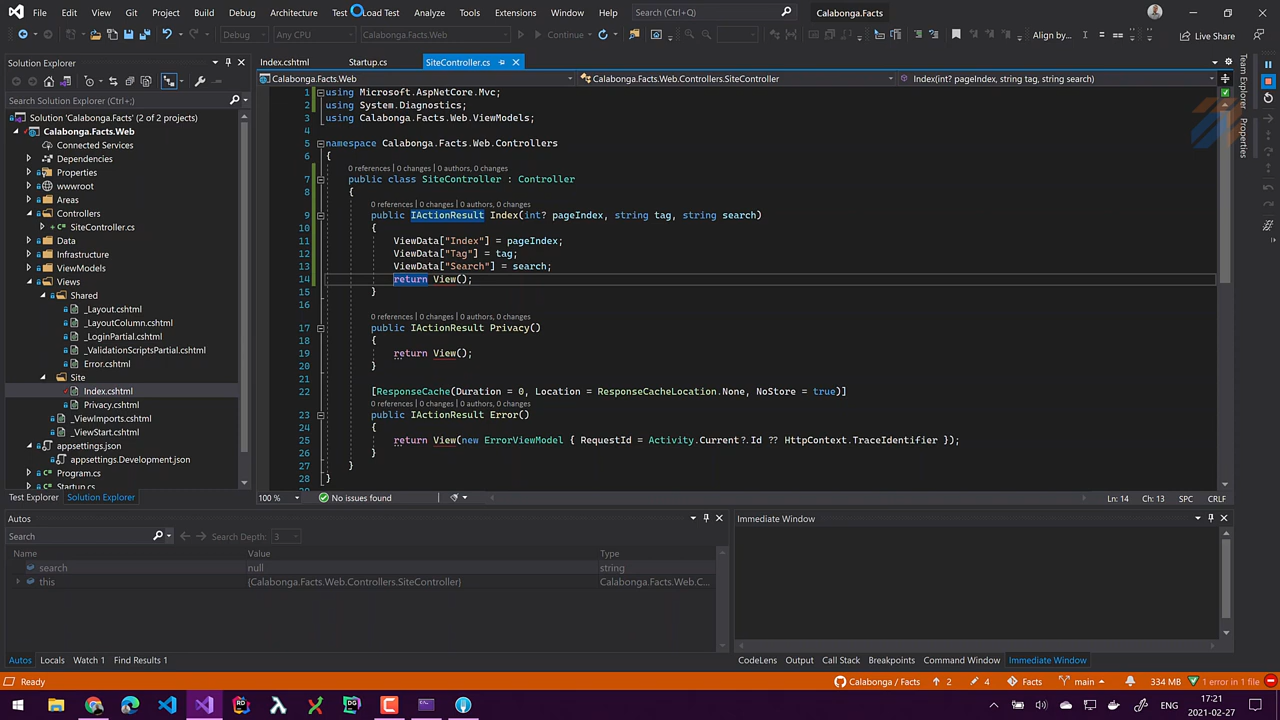 File Edit View Git Project Build Debug Architecture Test Load Test Analyze Tools Extensions Window Help Search (Ctrl+Q) Calabonga.Facts
Debug Any CPU Calabonga.Facts.Web Continue Align by... Live Share
Solution Explorer
Index.cshtml Startup.cs SiteController.cs
Calabonga.Facts.Web Calabonga.Facts.Web.Controllers.SiteController Index(int? pageIndex, string tag, string search)
Search Solution Explorer (Ctrl+;)
Solution 'Calabonga.Facts' (2 of 2 projects)
Calabonga.Facts.Web
Connected Services
Dependencies
Properties
wwwroot
Areas
Controllers
SiteController.cs
Data
Infrastructure
ViewModels
Views
Shared
_Layout.cshtml
_LayoutColumn.cshtml
_LoginPartial.cshtml
_ValidationScriptsPartial.cshtml
Error.cshtml
Site
Index.cshtml
Privacy.cshtml
_ViewImports.cshtml
_ViewStart.cshtml
appsettings.json
appsettings.Development.json
Program.cs
Startup.cs
Test Explorer Solution Explorer
1 using Microsoft.AspNetCore.Mvc;
2 using System.Diagnostics;
3 using Calabonga.Facts.Web.ViewModels;
4
5 namespace Calabonga.Facts.Web.Controllers
6 {
0 references | 0 changes | 0 authors, 0 changes
7 public class SiteController : Controller
8 {
0 references | 0 changes | 0 authors, 0 changes
9 public IActionResult Index(int? pageIndex, string tag, string search)
10 {
11 ViewData["Index"] = pageIndex;
12 ViewData["Tag"] = tag;
13 ViewData["Search"] = search;
14 return View();
15 }
16
0 references | 0 changes | 0 authors, 0 changes
17 public IActionResult Privacy()
18 {
19 return View();
20 }
21
22 [ResponseCache(Duration = 0, Location = ResponseCacheLocation.None, NoStore = true)]
0 references | 0 changes | 0 authors, 0 changes
23 public IActionResult Error()
24 {
25 return View(new ErrorViewModel { RequestId = Activity.Current?.Id ?? HttpContext.TraceIdentifier });
26 }
27 }
28 }
Team Explorer
Properties
100 % No issues found Ln: 14 Ch: 13 SPC CRLF
Autos
Search Search Depth: 3
Name Value Type
search null string
this {Calabonga.Facts.Web.Controllers.SiteController} Calabonga.Facts.Web.C...
Autos Locals Watch 1 Find Results 1
Immediate Window
CodeLens Output Call Stack Breakpoints Command Window Immediate Window
Ready Calabonga / Facts 2 4 Facts main 334 MB 1 error in 1 file
ENG 17:21
2021-02-27